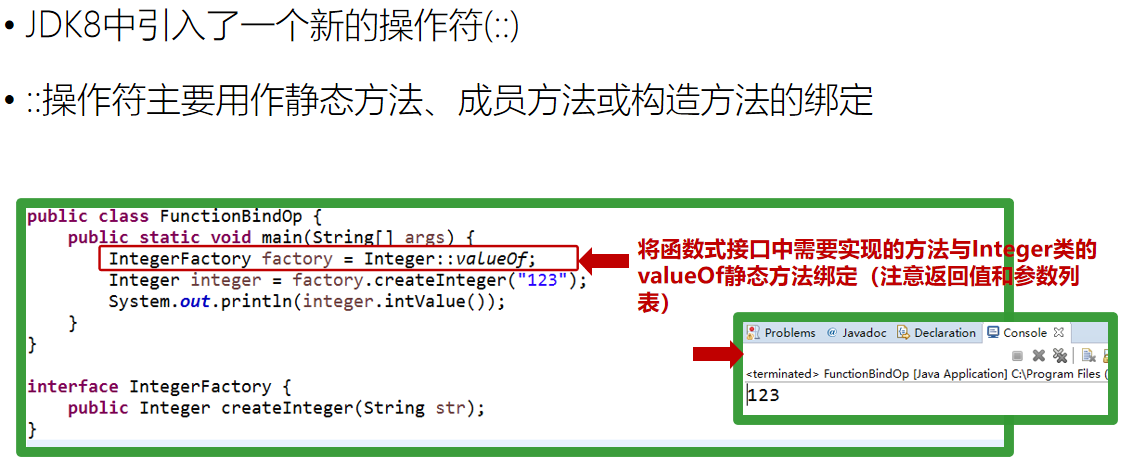 • JDK8中引入了一个新的操作符(::)
• ::操作符主要用作静态方法、成员方法或构造方法的绑定
public class FunctionBindOp {
public static void main(String[] args) {
IntegerFactory factory = Integer::valueOf;
Integer integer = factory.createInteger("123");
System.out.println(integer.intValue());
}
}
interface IntegerFactory {
public Integer createInteger(String str);
}
将函数式接口中需要实现的方法与Integer类的
valueOf静态方法绑定（注意返回值和参数列
表）
Problems @ Javadoc Declaration Console
<terminated> FunctionBindOp [Java Application] C:\Program Files (
123